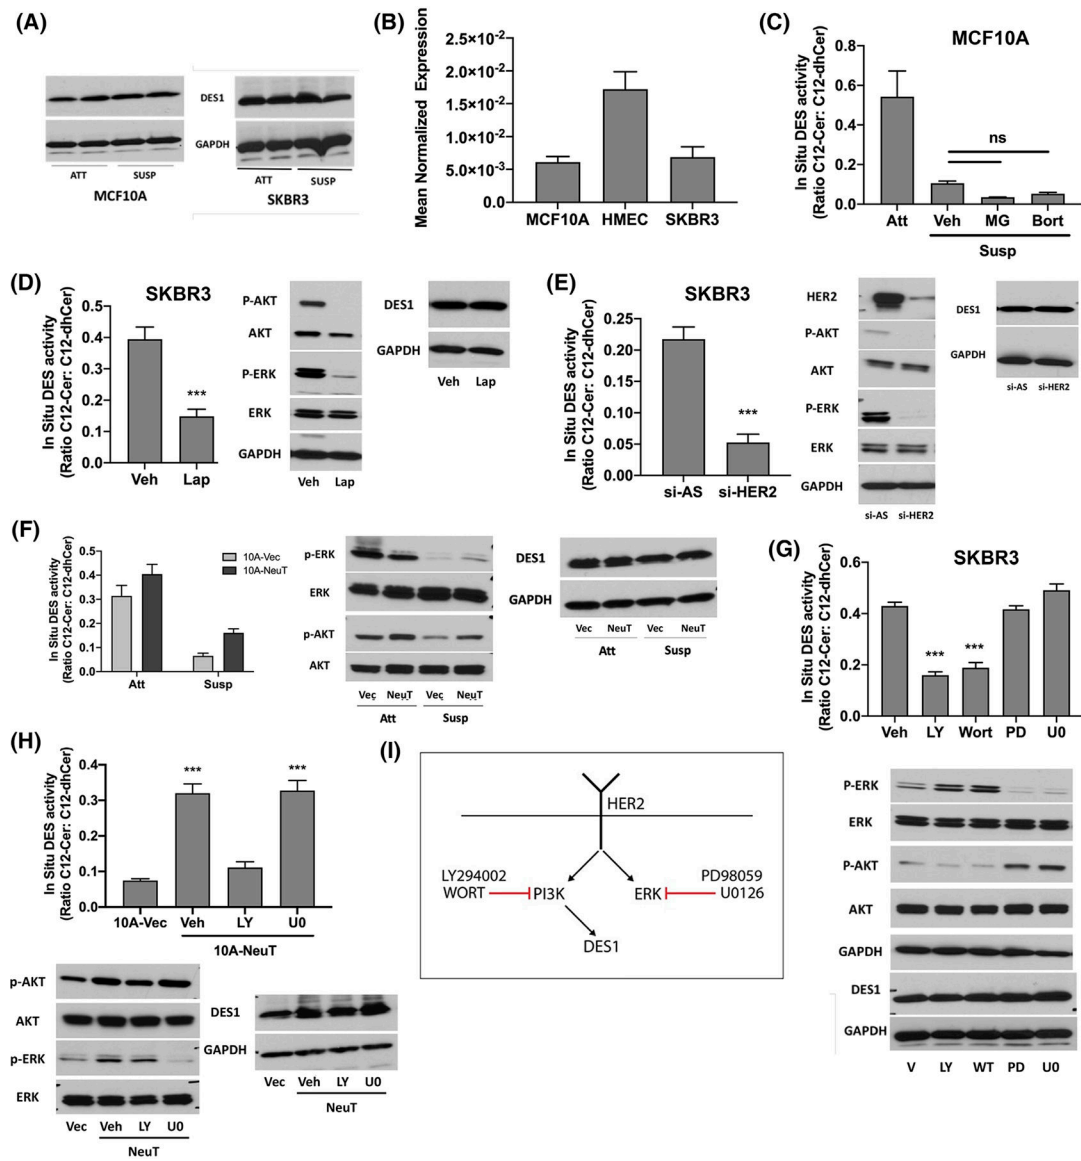 (A)
DES1
GAPDH
ATT SUSP
MCF10A
ATT SUSP
SKBR3
(B)
Mean Normalized Expression
2.5×10-2
2.0×10-2
1.5×10-2
1.0×10-2
5.0×10-3
0.0
MCF10A HMEC SKBR3
(C)
MCF10A
In Situ DES activity
(Ratio C12-Cer: C12-dhCer)
0.8
0.6
0.4
0.2
0.0
ns
Att Veh MG Bort
Susp
(D)
SKBR3
In Situ DES activity
(Ratio C12-Cer: C12-dhCer)
0.5
0.4
0.3
0.2
0.1
0.0
***
Veh Lap
P-AKT
AKT
P-ERK
ERK
GAPDH
Veh Lap
DES1
GAPDH
Veh Lap
(E)
SKBR3
In Situ DES activity
(Ratio C12-Cer: C12-dhCer)
0.25
0.20
0.15
0.10
0.05
0.00
***
si-AS si-HER2
HER2
P-AKT
AKT
P-ERK
ERK
GAPDH
si-AS si-HER2
DES1
GAPDH
si-AS si-HER2
(F)
In Situ DES activity
(Ratio C12-Cer: C12-dhCer)
0.5
0.4
0.3
0.2
0.1
0.0
10A-Vec
10A-NeuT
Att Susp
p-ERK
ERK
p-AKT
AKT
Vec NeuT Vec NeuT
Att Susp
DES1
GAPDH
Vec NeuT Vec NeuT
Att Susp
(G)
SKBR3
In Situ DES activity
(Ratio C12-Cer: C12-dhCer)
0.6
0.4
0.2
0.0
*** ***
Veh LY Wort PD U0
P-ERK
ERK
P-AKT
AKT
GAPDH
DES1
GAPDH
V LY WT PD U0
(H)
In Situ DES activity
(Ratio C12-Cer: C12-dhCer)
0.4
0.3
0.2
0.1
0.0
*** ***
10A-Vec Veh LY U0
10A-NeuT
p-AKT
AKT
p-ERK
ERK
Vec Veh LY U0
NeuT
DES1
GAPDH
Vec Veh LY U0
NeuT
(I)
HER2
LY294002
WORT
PI3K
ERK
PD98059
U0126
DES1